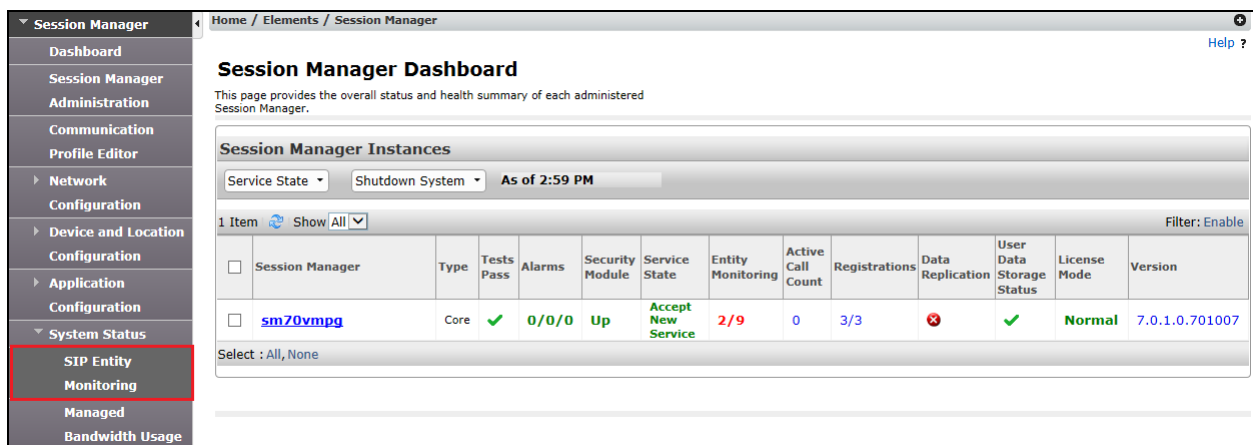 Session Manager
Dashboard
Session Manager
Administration
Communication
Profile Editor
Network
Configuration
Device and Location
Configuration
Application
Configuration
System Status
SIP Entity
Monitoring
Managed
Bandwidth Usage
Home / Elements / Session Manager
Help ?
Session Manager Dashboard
This page provides the overall status and health summary of each administered
Session Manager.
Session Manager Instances
Service State Shutdown System As of 2:59 PM
1 Item Show All Filter: Enable
Session Manager Type Tests Pass Alarms Security Module Service State Entity Monitoring Active Call Count Registrations Data Replication User Data Storage Status License Mode Version
sm70vmpg Core 0/0/0 Up Accept New Service 2/9 0 3/3 Normal 7.0.1.0.701007
Select : All, None